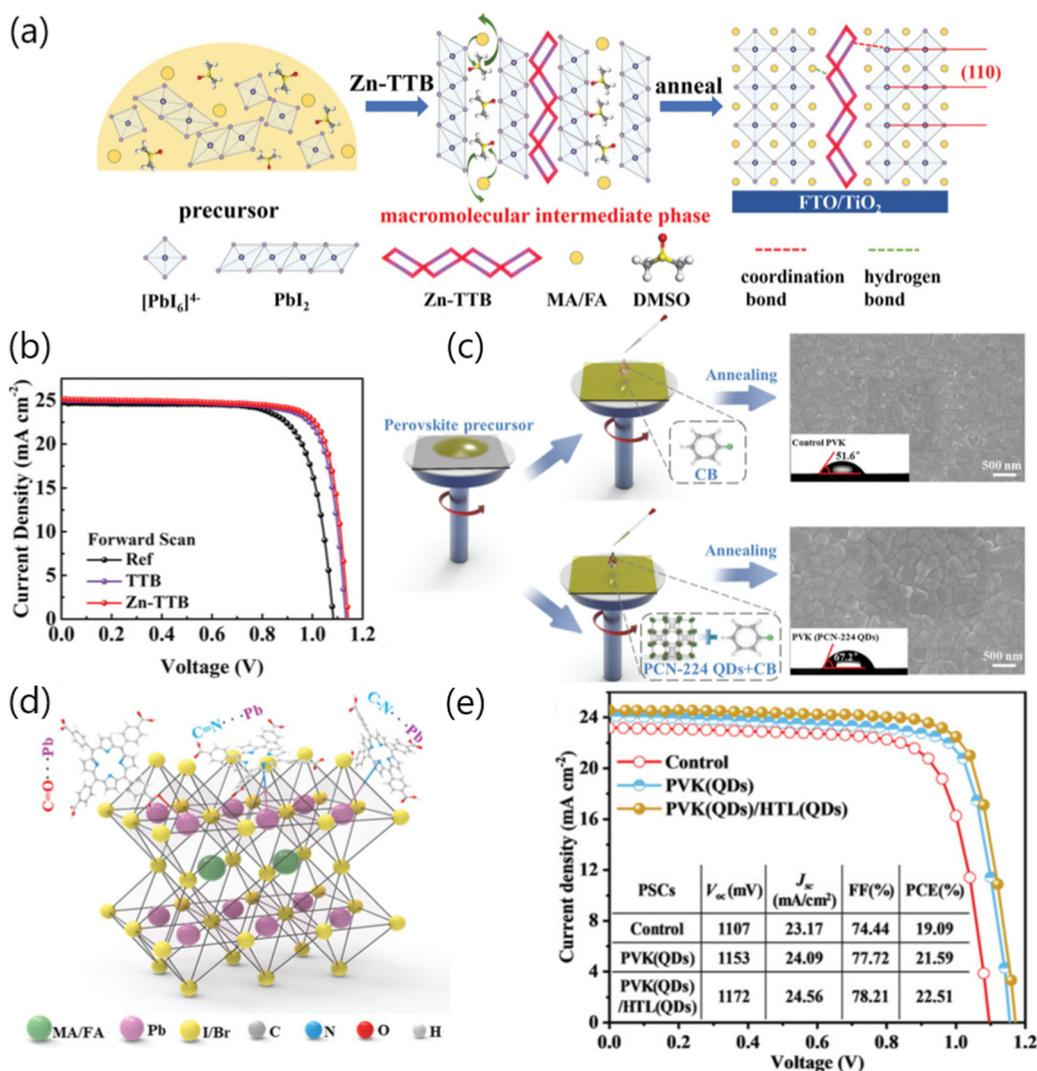 (a)
Zn-TTB
anneal
(110)
FTO/TiO2
precursor
macromolecular intermediate phase
[PbI6]4-
PbI2
Zn-TTB
MA/FA
DMSO
coordination
bond
hydrogen
bond
(b)
Current Density (mA cm-2)
25
20
15
10
5
0
Forward Scan
Ref
TTB
Zn-TTB
0.0 0.2 0.4 0.6 0.8 1.0 1.2
Voltage (V)
(c)
Perovskite precursor
CB
Annealing
Control PVK
51.6°
500 nm
PCN-224 QDs+CB
Annealing
PVK (PCN-224 QDs)
67.2°
500 nm
(d)
C=O···Pb
C=N···Pb
C-N···Pb
MA/FA Pb I/Br C N O H
(e)
Current density (mA cm-2)
24
20
16
12
8
4
0
Control
PVK(QDs)
PVK(QDs)/HTL(QDs)
PSCs Voc(mV) Jsc (mA/cm2) FF(%) PCE(%)
Control 1107 23.17 74.44 19.09
PVK(QDs) 1153 24.09 77.72 21.59
PVK(QDs) /HTL(QDs) 1172 24.56 78.21 22.51
0.0 0.2 0.4 0.6 0.8 1.0 1.2
Voltage (V)